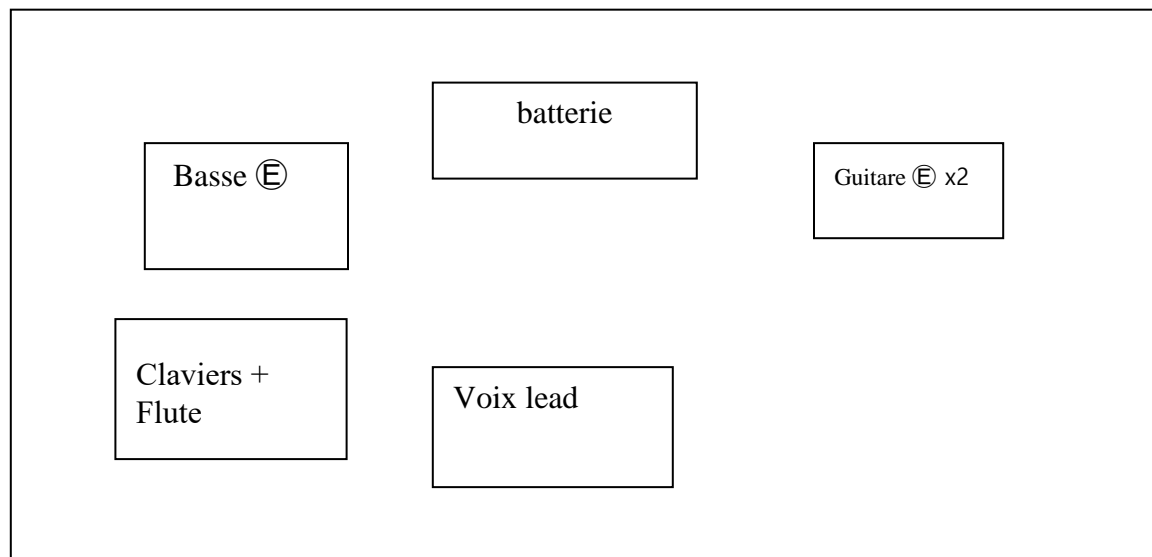 batterie
Basse Ⓔ
Guitare Ⓔ x2
Claviers +
Flute
Voix lead